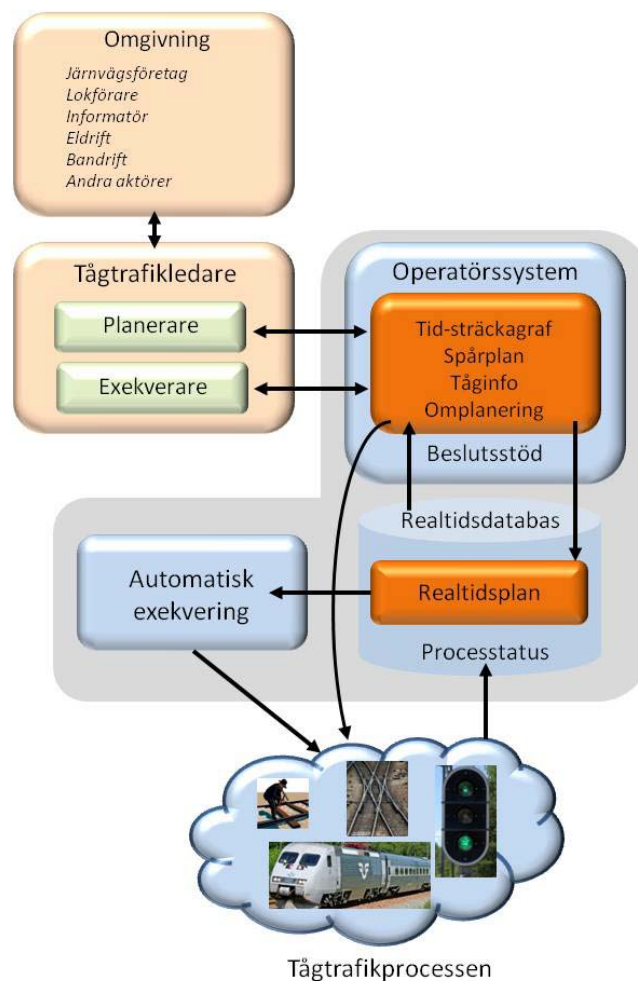 Omgivning
Järnvägsföretag
Lokförare
Informatör
Eldrift
Bandrift
Andra aktörer
Tågtrafikledare
Planerare
Exekverare
Operatörssystem
Tid-sträckagraf
Spårplan
Tåginfo
Omplanering
Beslutsstöd
Realtidsdatabas
Automatisk
exekvering
Realtidsplan
Processtatus
Tågtrafikprocessen